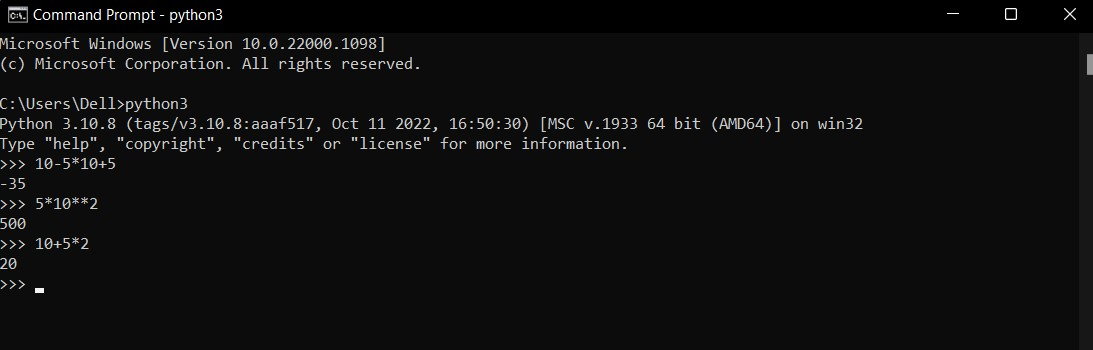 Command Prompt - python3
Microsoft Windows [Version 10.0.22000.1098]
(c) Microsoft Corporation. All rights reserved.
C:\Users\Dell>python3
Python 3.10.8 (tags/v3.10.8:aaaf517, Oct 11 2022, 16:50:30) [MSC v.1933 64 bit (AMD64)] on win32
Type "help", "copyright", "credits" or "license" for more information.
>>> 10-5*10+5
-35
>>> 5*10**2
500
>>> 10+5*2
20
>>>